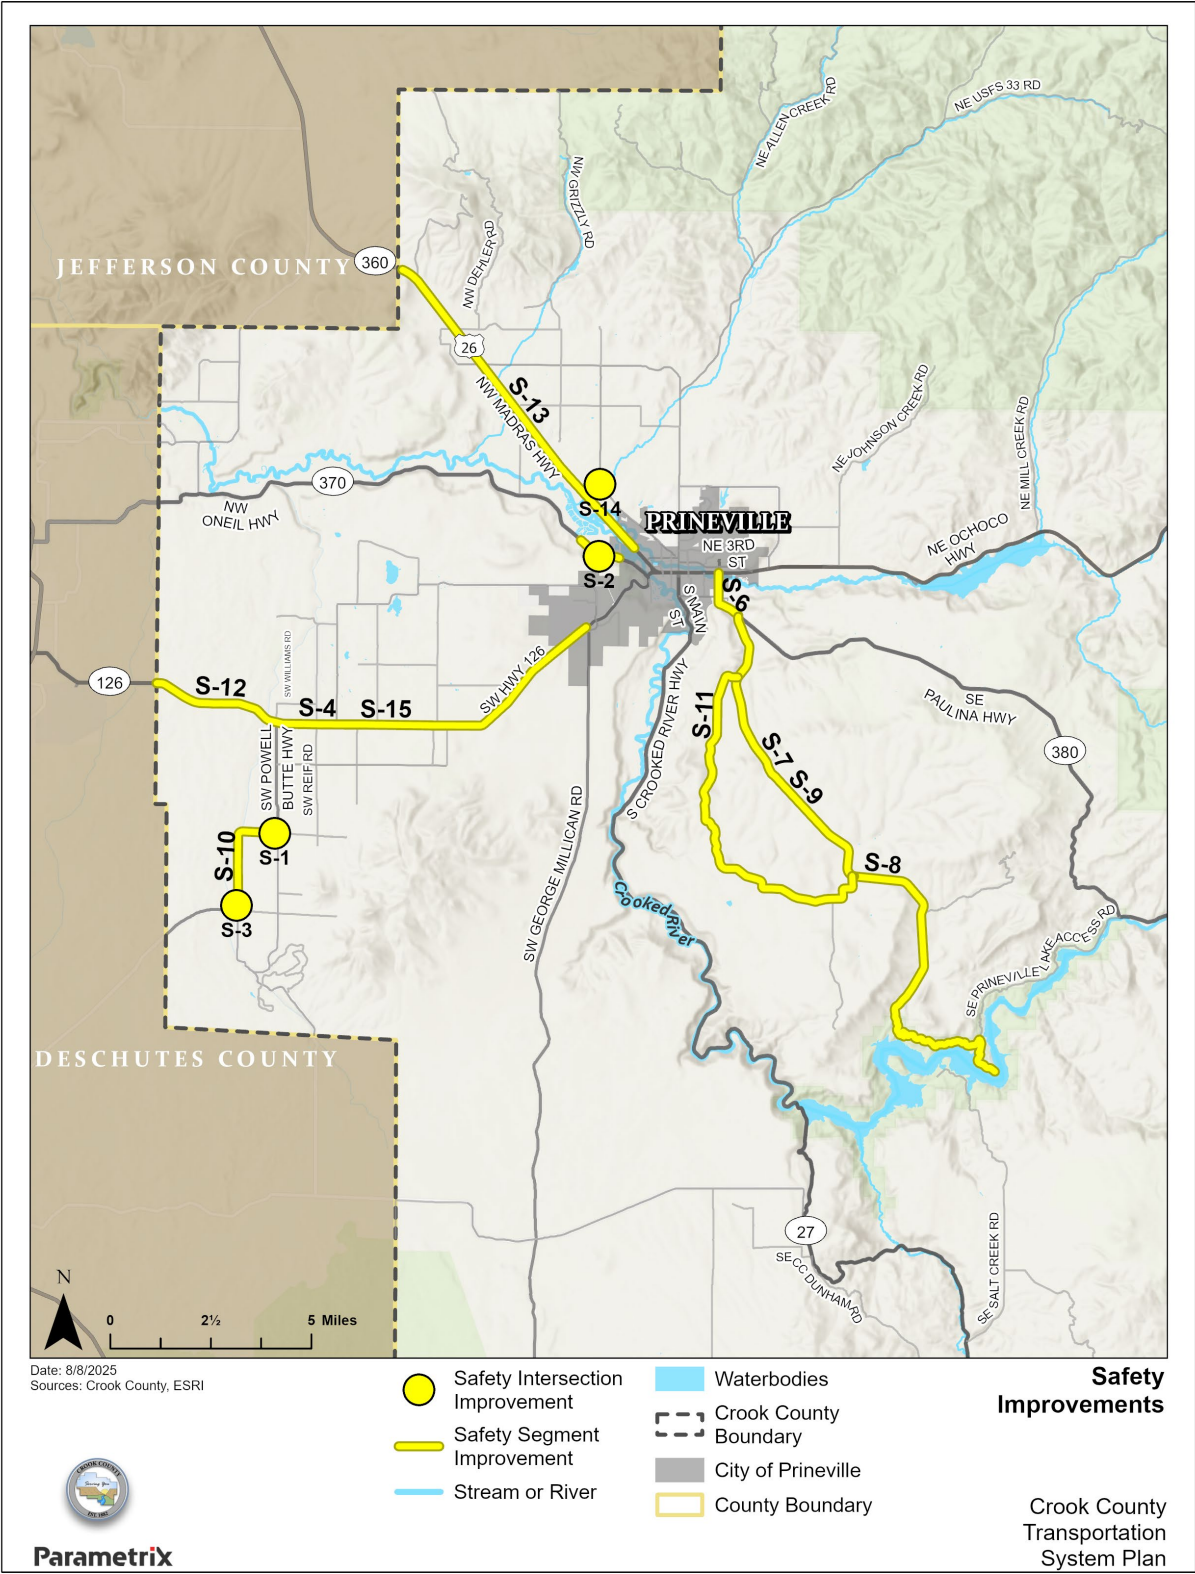 NE ALLEN CREEK RD
NE USFS 33 RD
NW GRIZZLY RD
NW DEHLER RD
JEFFERSON COUNTY
360
26
S-13
NW MADRAS HWY
NE JOHNSON CREEK RD
NE MILL CREEK RD
370
NW
ONEIL HWY
S-14
PRINEVILLE
NE 3RD
ST
NE OCHOCO
HWY
S-2
S-6
S MAIN
ST
SW WILLIAMS RD
126
S-12
S-4
S-15
SW HWY 126
S CROOKED RIVER HWY
S-11
SE
PAULINA HWY
380
S-7
S-9
SW POWELL
BUTTE HWY
SW REIF RD
S-10
S-1
S-3
SW GEORGE MILLICAN RD
S-8
Crooked River
SE PRINEVILLE LAKE ACCESS RD
DESCHUTES COUNTY
27
SE CC DUNHAM RD
SE SALT CREEK RD
N
0 2½ 5 Miles
Date: 8/8/2025
Sources: Crook County, ESRI
Safety Intersection
Improvement
Safety Segment
Improvement
Stream or River
Waterbodies
Crook County
Boundary
City of Prineville
County Boundary
Safety
Improvements
CROOK COUNTY
Serving You
EST. 1882
Parametrix
Crook County
Transportation
System Plan